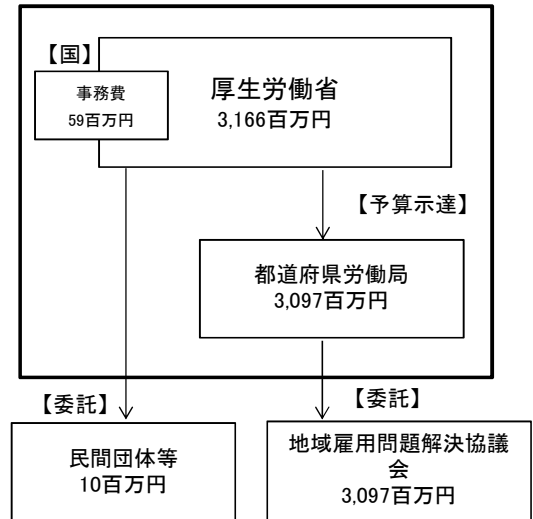 【国】
事務費
59百万円
厚生労働省
3,166百万円
【予算示達】
都道府県労働局
3,097百万円
【委託】
【委託】
民間団体等
10百万円
地域雇用問題解決協議
会
3,097百万円